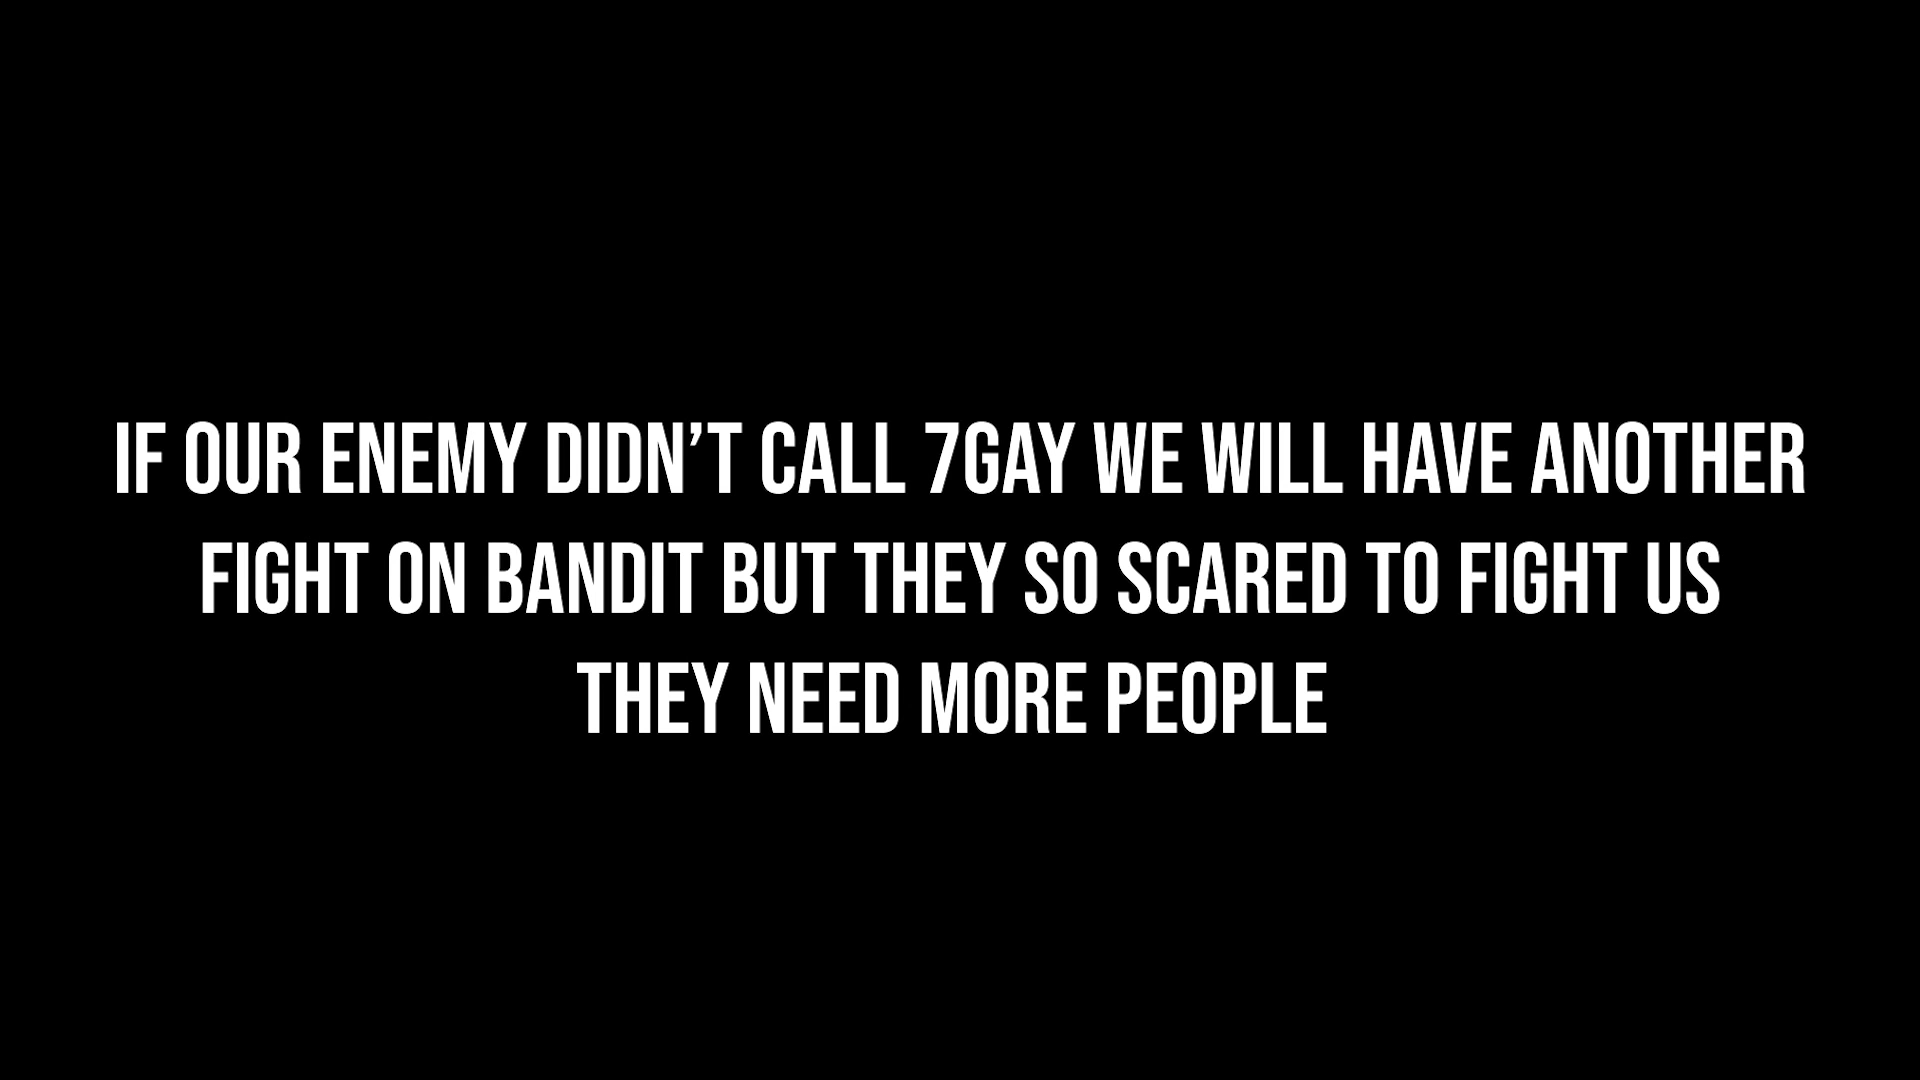 IF OUR ENEMY DIDN’T CALL 7GAY WE WILL HAVE ANOTHER
FIGHT ON BANDIT BUT THEY SO SCARED TO FIGHT US
THEY NEED MORE PEOPLE